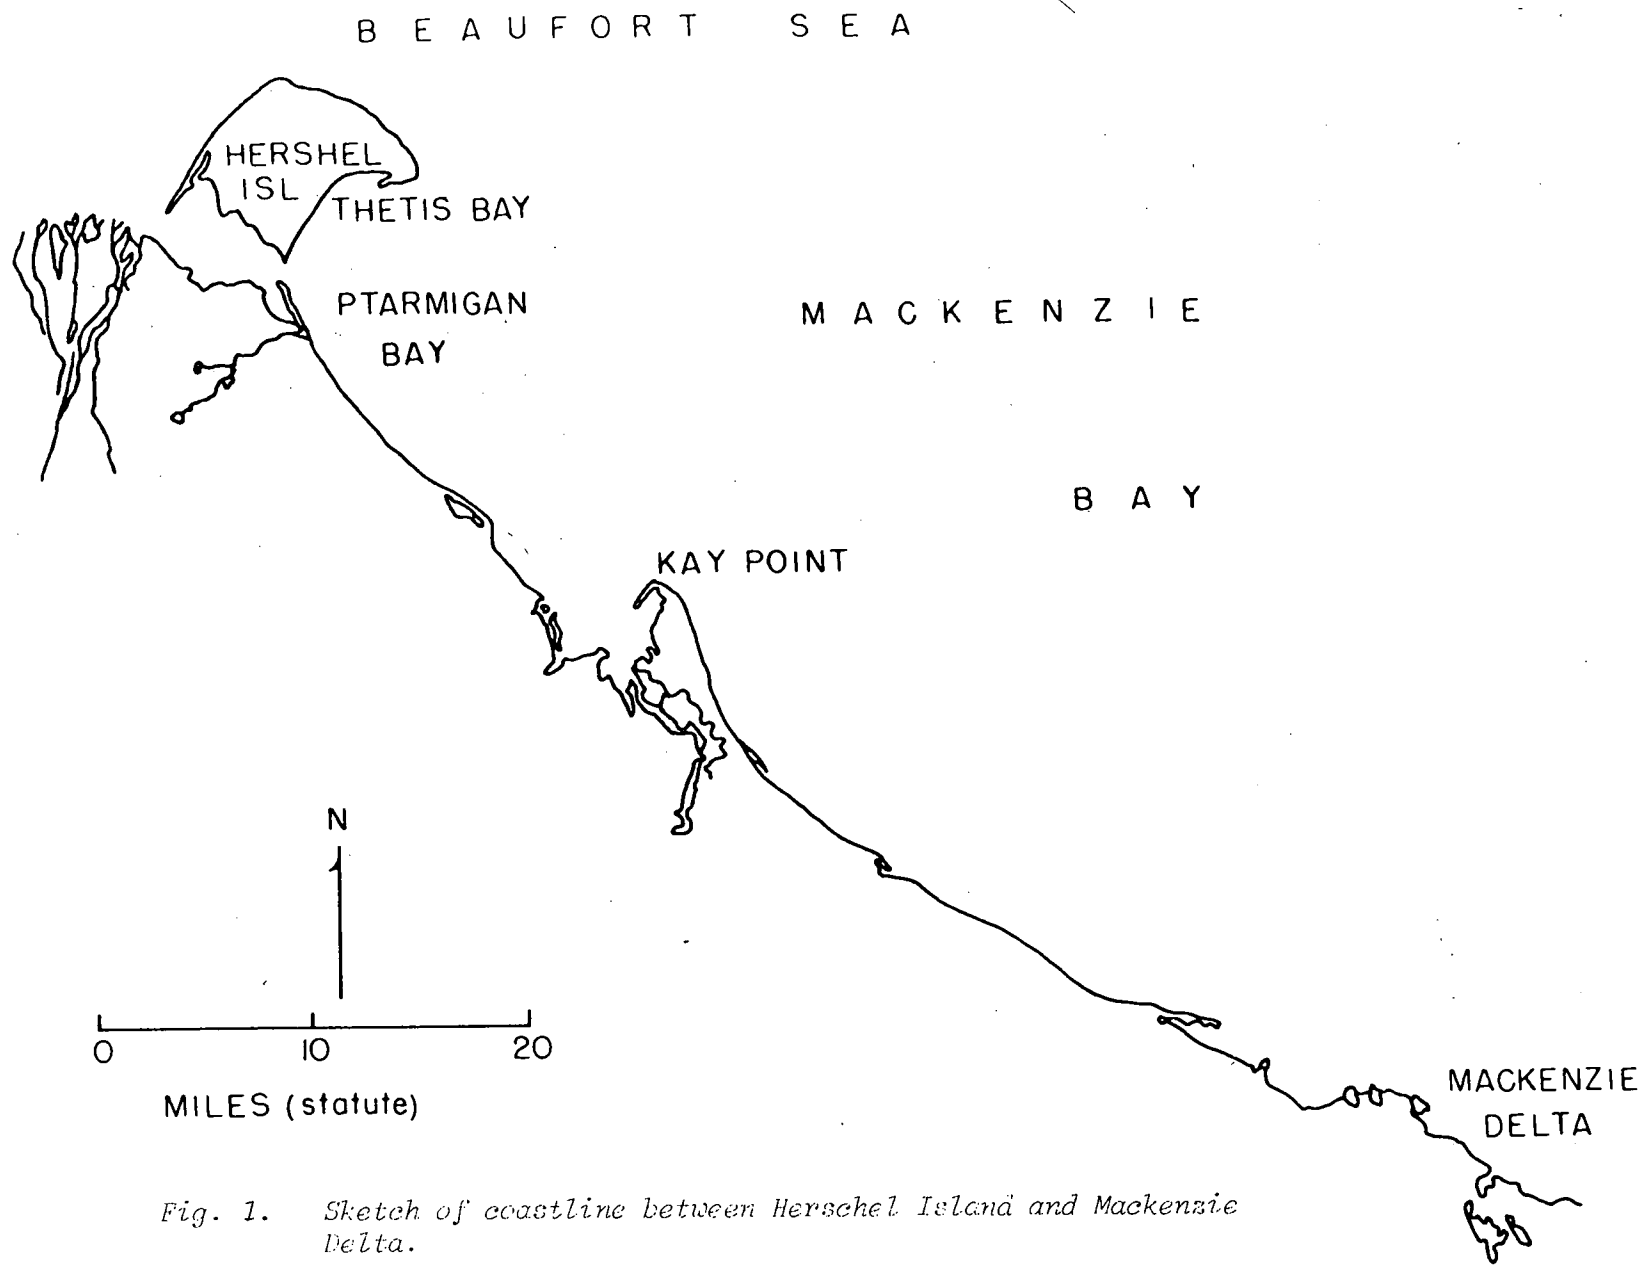 BEAUFORT SEA
HERSHEL
ISL
THETIS BAY
PTARMIGAN
BAY
MACKENZIE
BAY
KAY POINT
N
0 10 20
MILES (statute)
MACKENZIE
DELTA
Fig. 1. Sketch of coastline between Herschel Island and Mackenzie
Delta.